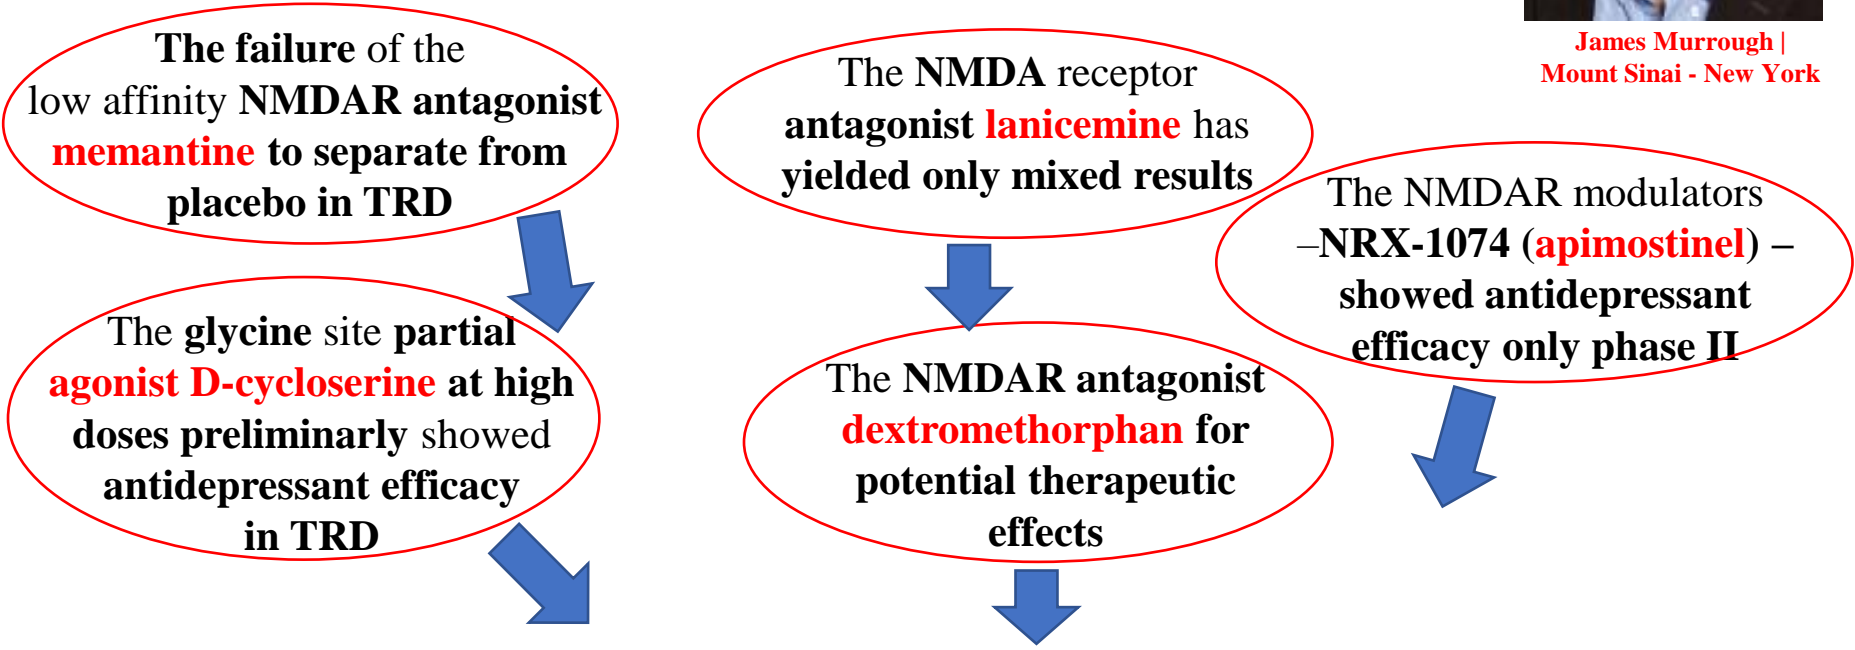 James Murrough |
Mount Sinai - New York
The failure of the
low affinity NMDAR antagonist
memantine to separate from
placebo in TRD
The glycine site partial
agonist D-cycloserine at high
doses preliminarly showed
antidepressant efficacy
in TRD
The NMDA receptor
antagonist lanicemine has
yielded only mixed results
The NMDAR antagonist
dextromethorphan for
potential therapeutic
effects
The NMDAR modulators
–NRX-1074 (apimostinel) –
showed antidepressant
efficacy only phase II